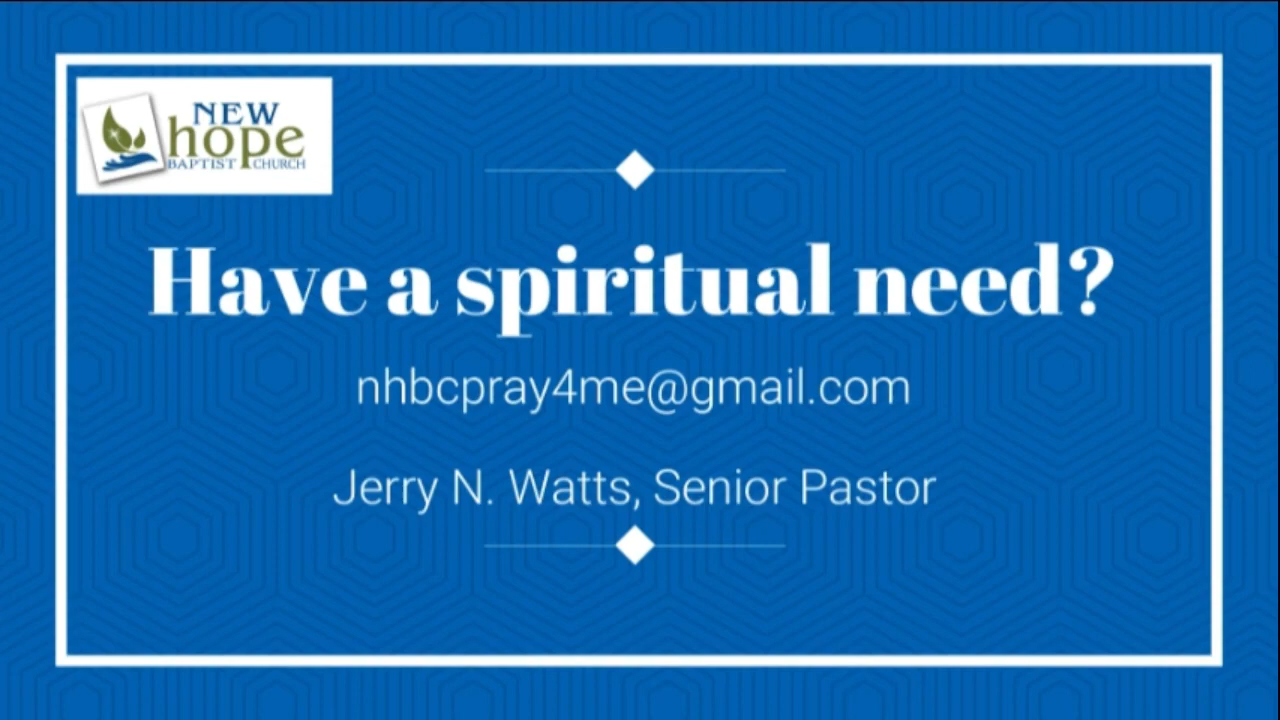 NEW
hope
BAPTIST CHURCH
Have a spiritual need?
nhbcpray4me@gmail.com
Jerry N. Watts, Senior Pastor